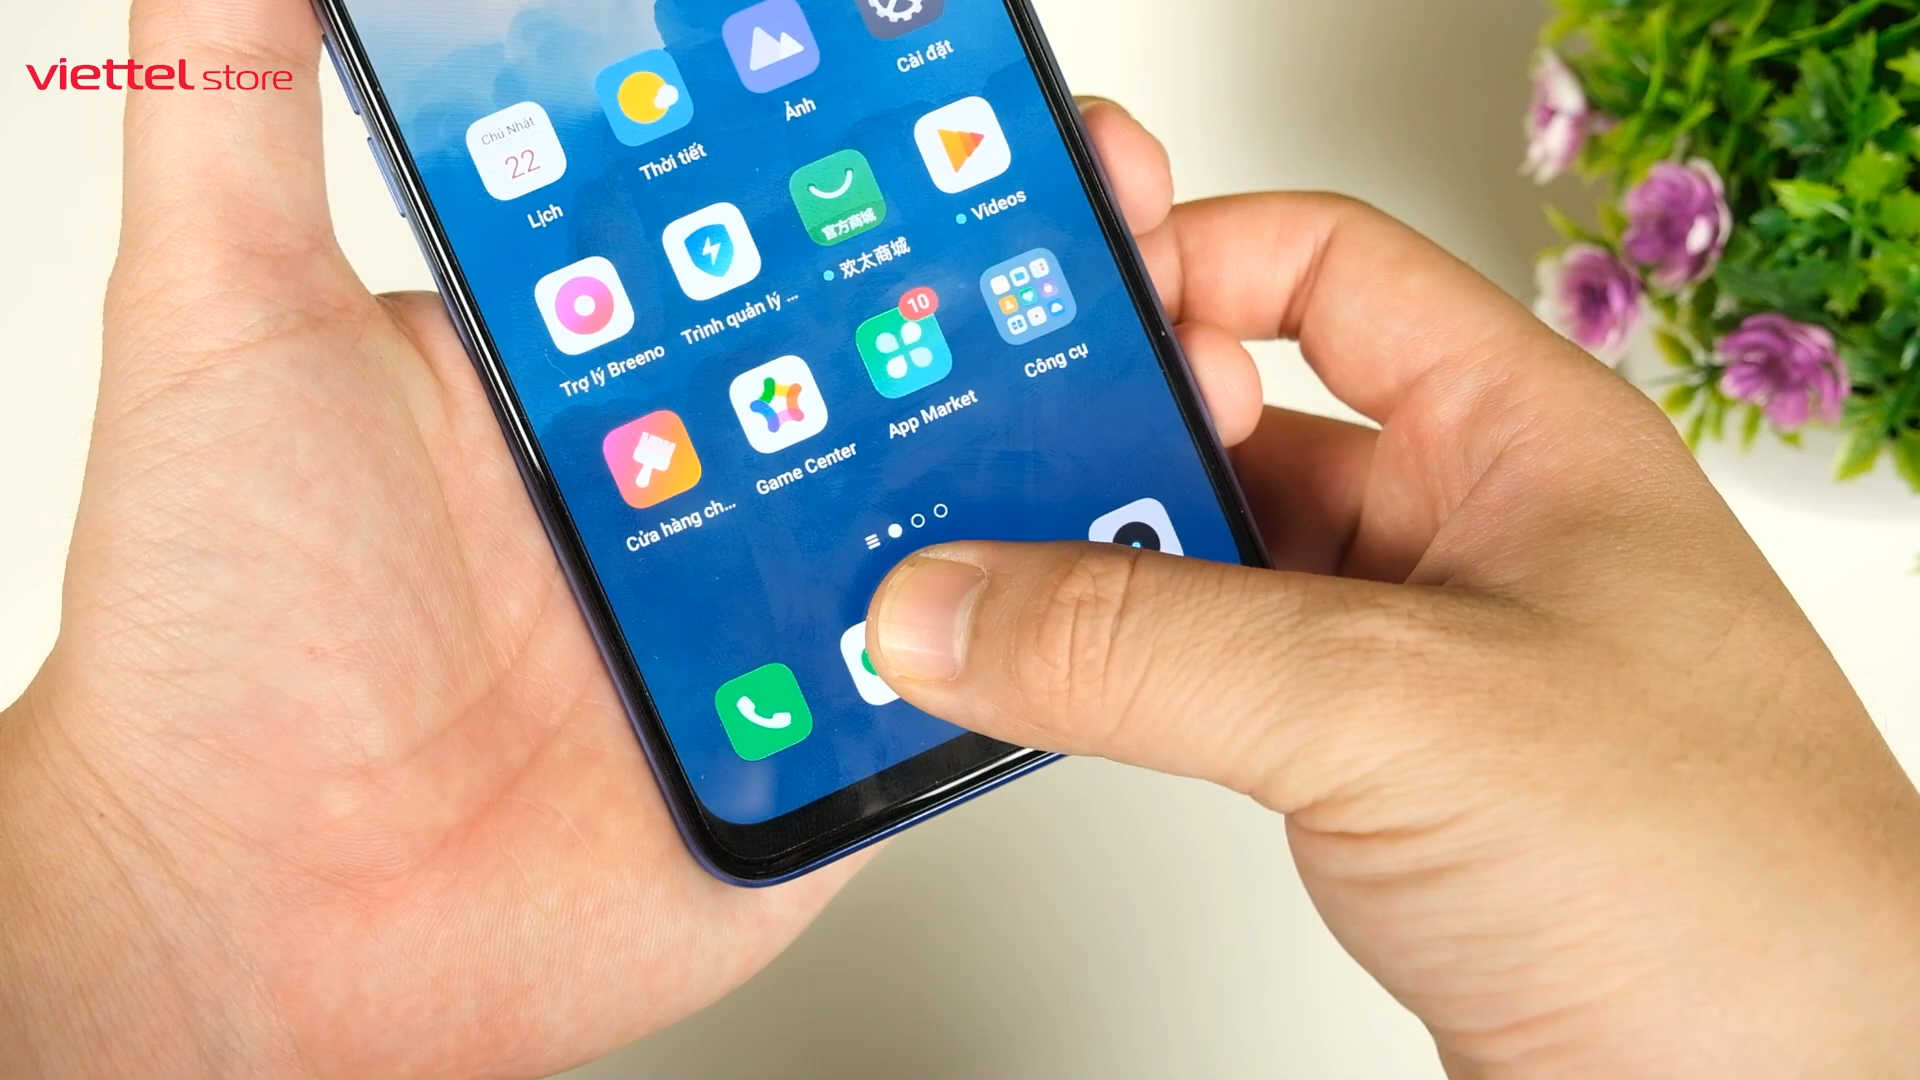 viettel store
Cài đặt
Ảnh
Chủ Nhật
22
Thời tiết
Lịch
Videos
官方商城
欢太商城
Trình quản lý ...
Trợ lý Breeno
10
Công cụ
App Market
Game Center
Cửa hàng ch...